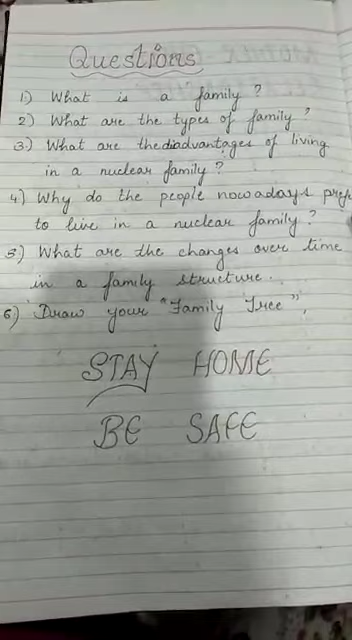 Questions
1) What is a family?
2) What are the types of family?
3) What are the diadvantages of living
in a nuclear family?
4) Why do the people nowadays pref
to live in a nuclear family?
5) What are the changes over time
in a family structure.
6) Draw your "Family Tree".
STAY HOME
BE SAFE